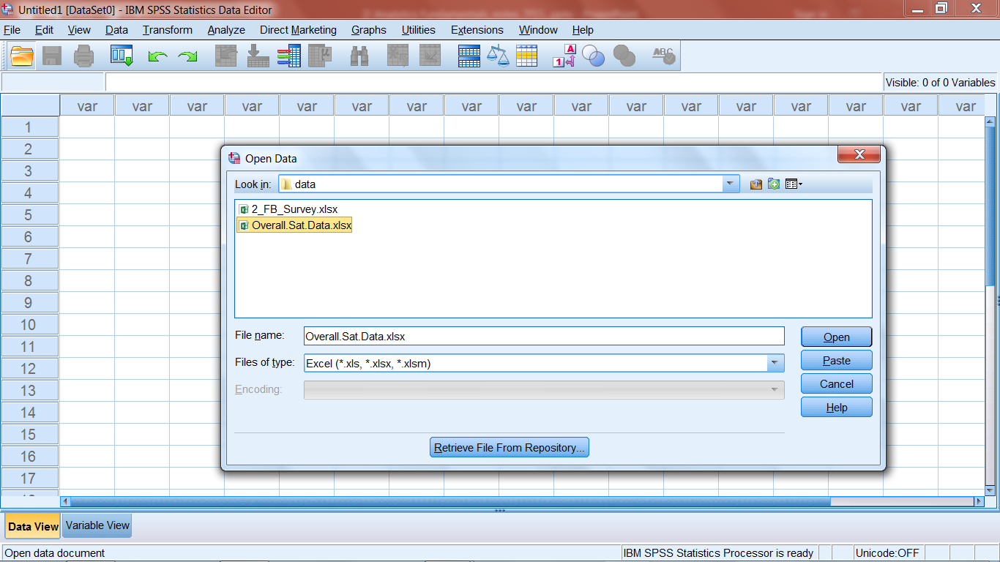 Untitled1 [DataSet0] - IBM SPSS Statistics Data Editor
File Edit View Data Transform Analyze Direct Marketing Graphs Utilities Extensions Window Help
Visible: 0 of 0 Variables
var var var var var var var var var var var var var var var var var
1
2
3
4
5
6
7
8
9
10
11
12
13
14
15
16
17
Open Data
Look in: data
2_FB_Survey.xlsx
Overall.Sat.Data.xlsx
File name: Overall.Sat.Data.xlsx Open
Files of type: Excel (*.xls, *.xlsx, *.xlsm) Paste
Encoding: Cancel
Help
Retrieve File From Repository...
Data View Variable View
Open data document IBM SPSS Statistics Processor is ready Unicode:OFF